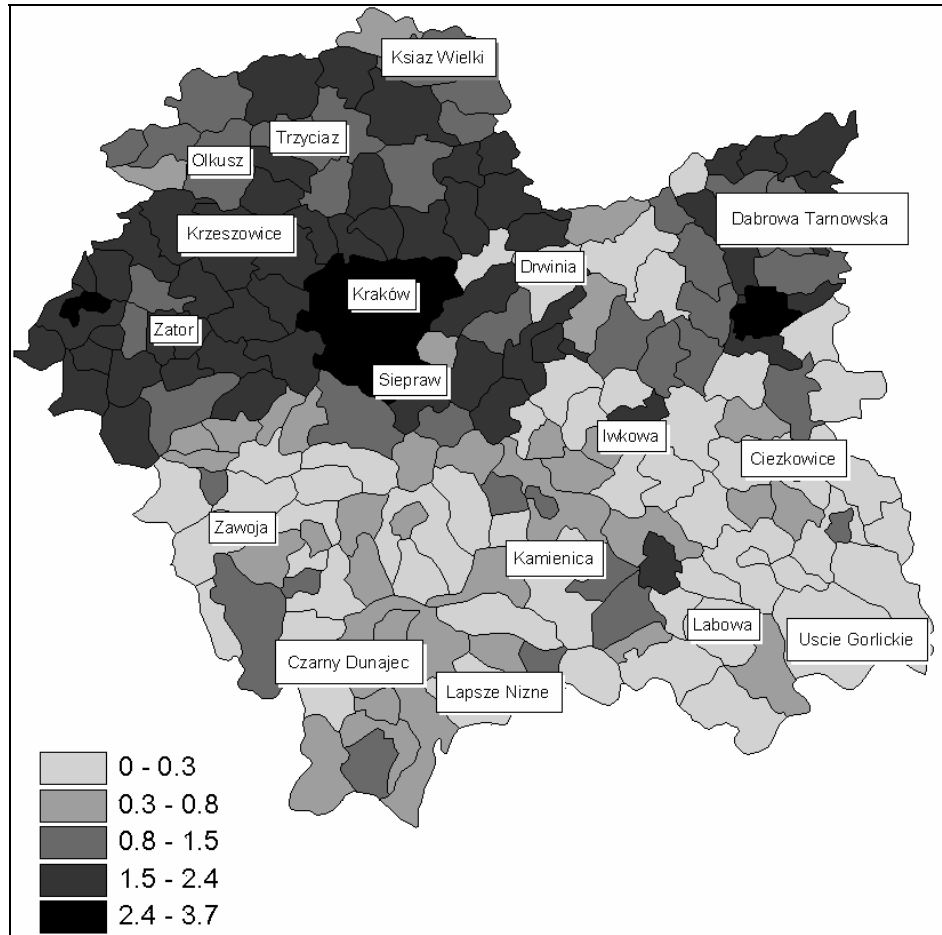 Ksiaz Wielki
Trzyciaz
Olkusz
Dabrowa Tarnowska
Krzeszowice
Drwinia
Kraków
Zator
Siepraw
Iwkowa
Ciezkowice
Zawoja
Kamienica
Labowa
Uscie Gorlickie
Czarny Dunajec
Lapsze Nizne
0 - 0.3
0.3 - 0.8
0.8 - 1.5
1.5 - 2.4
2.4 - 3.7